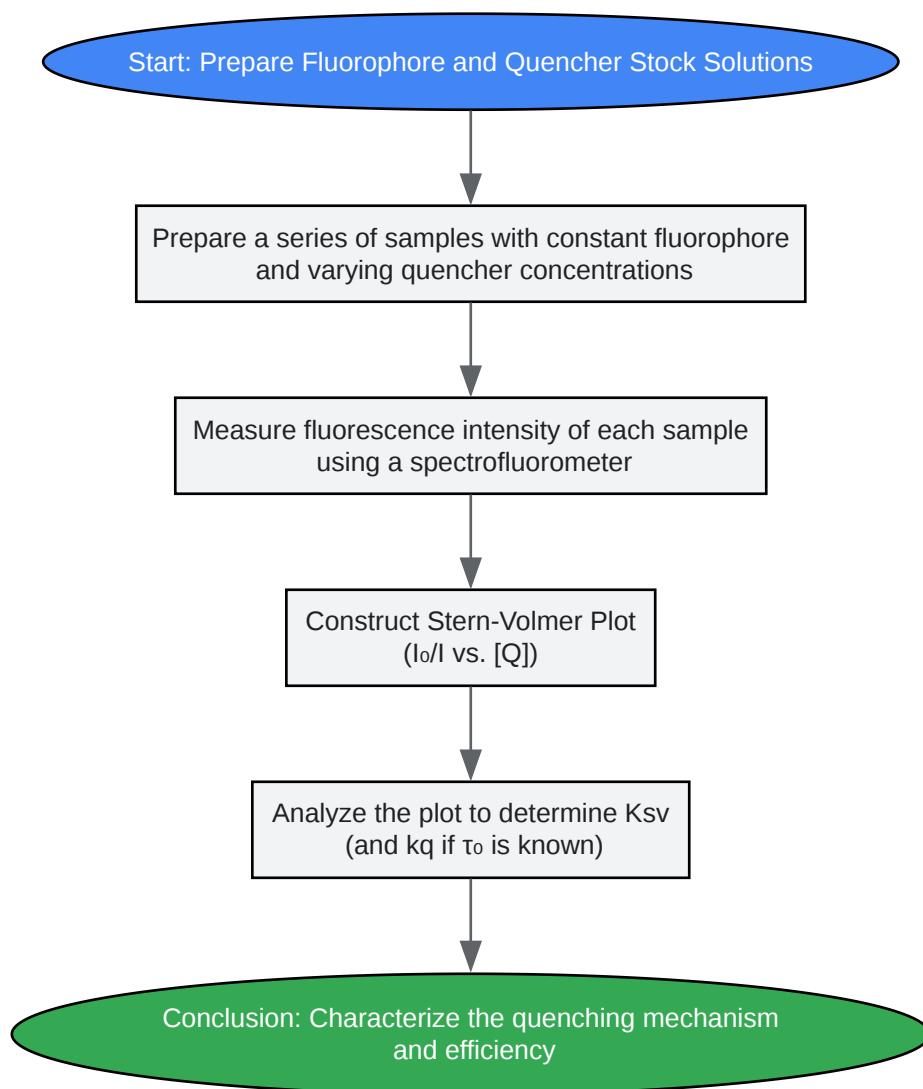 Start: Prepare Fluorophore and Quencher Stock Solutions
Prepare a series of samples with constant fluorophore
and varying quencher concentrations
Measure fluorescence intensity of each sample
using a spectrofluorometer
Construct Stern-Volmer Plot
(I₀/I vs. [Q])
Analyze the plot to determine Ksv
(and kq if τ₀ is known)
Conclusion: Characterize the quenching mechanism
and efficiency